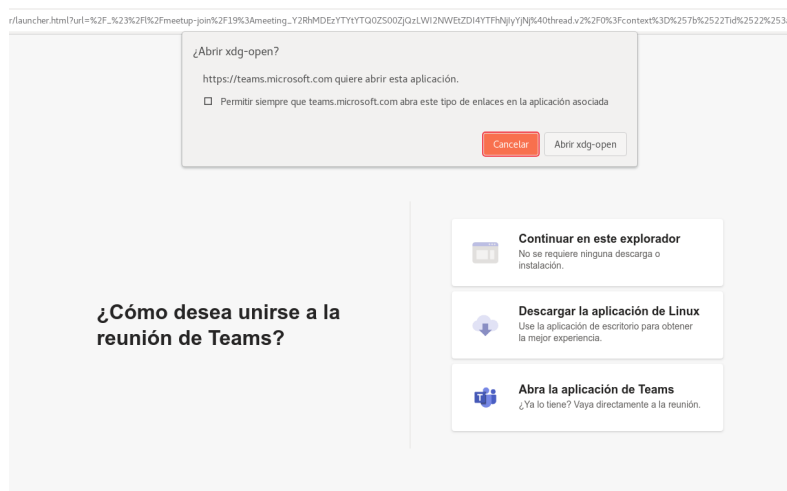 r/launcher.html?url=%2F_%23%2Fl%2Fmeetup-join%2F19%3Ameeting_Y2RhMDEzYTYtYTQ0ZS00ZjQzLWI2NWEtZDI4YTFhNjIyYjNj%40thread.v2%2F0%3Fcontext%3D%257b%2522Tid%2522%253
¿Abrir xdg-open?
https://teams.microsoft.com quiere abrir esta aplicación.
Permitir siempre que teams.microsoft.com abra este tipo de enlaces en la aplicación asociada
Cancelar
Abrir xdg-open
¿Cómo desea unirse a la
reunión de Teams?
Continuar en este explorador
No se requiere ninguna descarga o
instalación.
Descargar la aplicación de Linux
Use la aplicación de escritorio para obtener
la mejor experiencia.
Abra la aplicación de Teams
¿Ya lo tiene? Vaya directamente a la reunión.